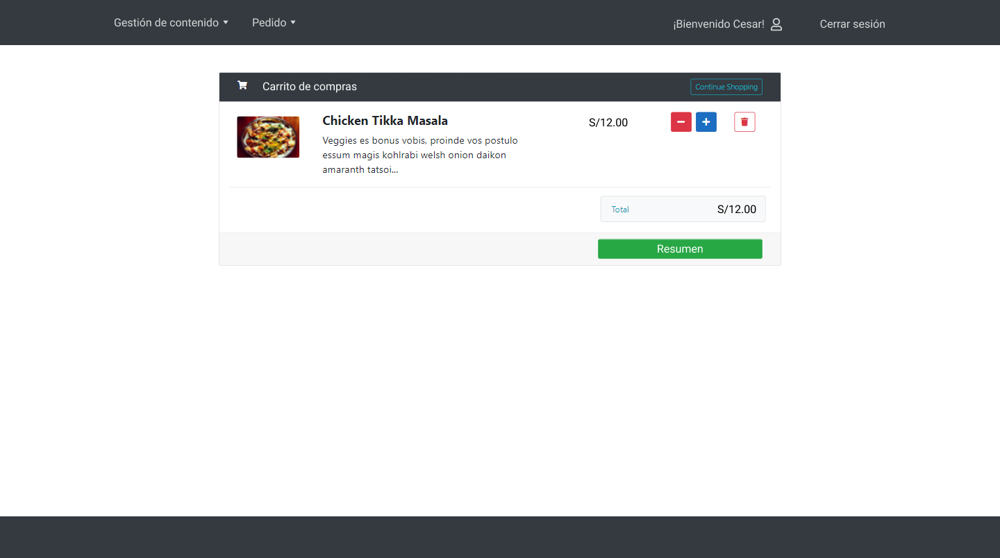 Gestión de contenido Pedido ¡Bienvenido Cesar! Cerrar sesión
Carrito de compras Continue Shopping
Chicken Tikka Masala S/12.00
Veggies es bonus vobis, proinde vos postulo
essum magis kohlrabi welsh onion daikon
amaranth tatsoi...
Total S/12.00
Resumen